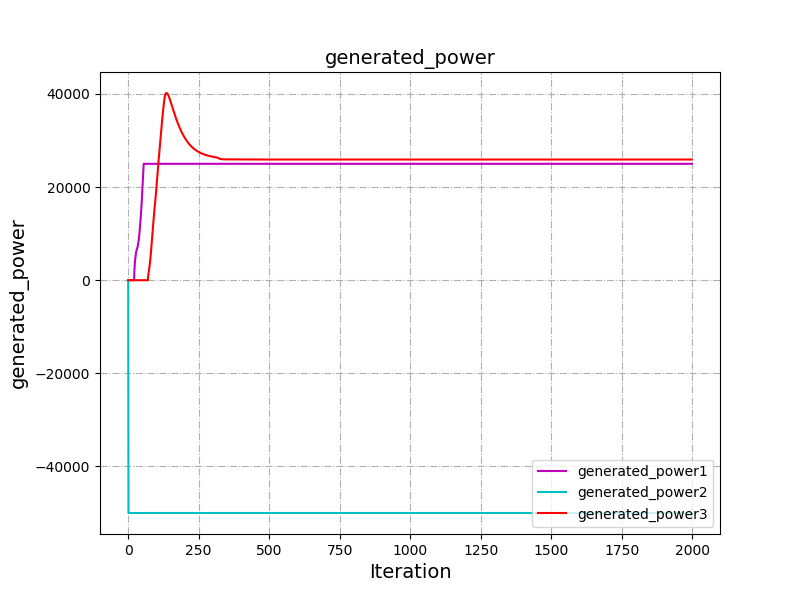 generated_power
generated_power
40000
20000
0
−20000
−40000
generated_power1
generated_power2
generated_power3
0 250 500 750 1000 1250 1500 1750 2000
Iteration